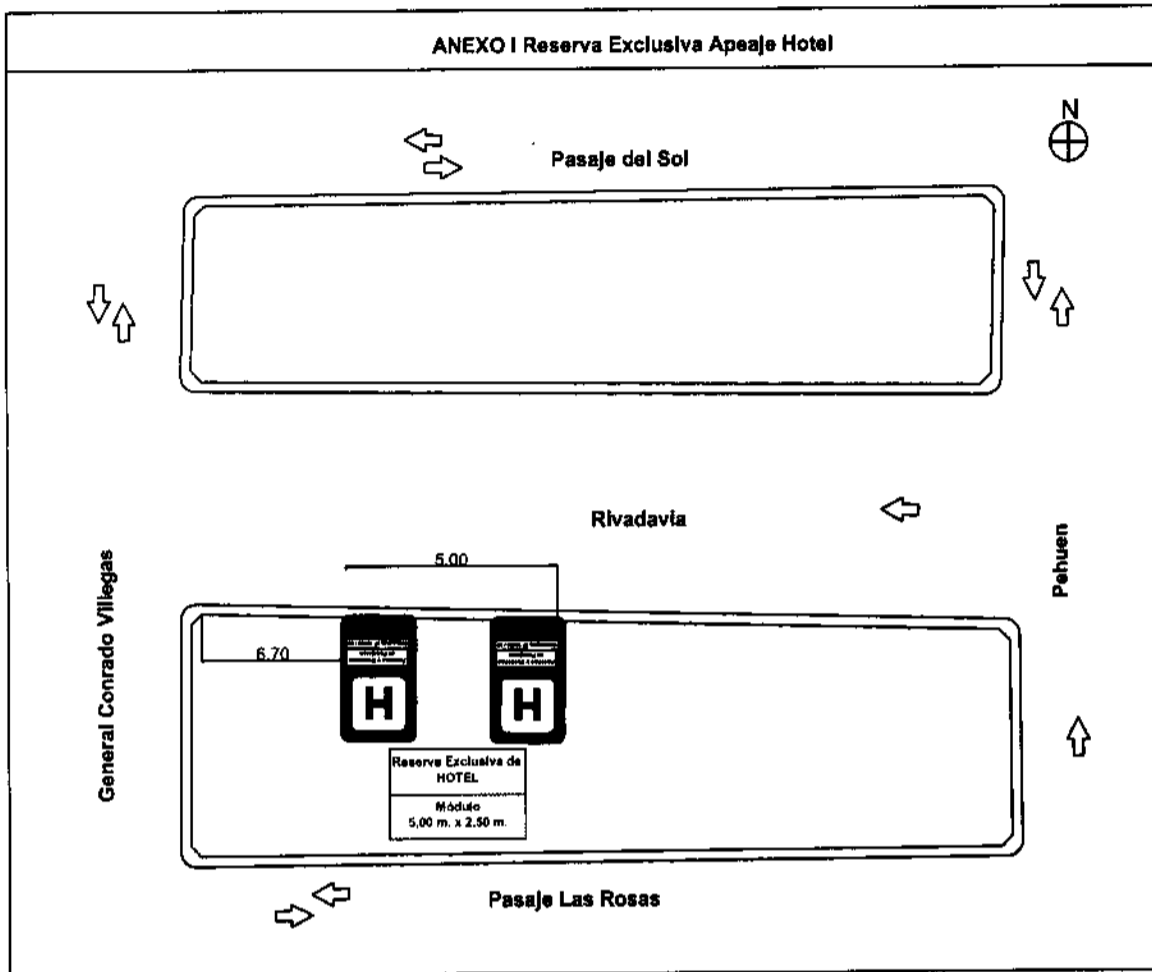 ANEXO I Reserva Exclusiva Apeaje Hotel
N
Pasaje del Sol
Rivadavia
5.00
Pehuen
General Conrado Villegas
6.70
H
H
Reserva Exclusiva de
HOTEL
Módulo
5,00 m. x 2.50 m.
Pasaje Las Rosas